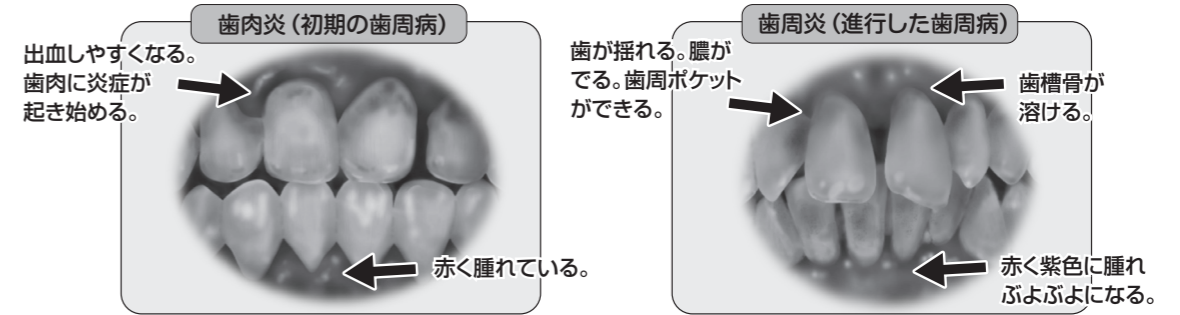 歯肉炎（初期の歯周病）
出血しやすくなる。
歯肉に炎症が
起き始める。
赤く腫れている。
歯周炎（進行した歯周病）
歯が揺れる。膿が
でる。歯周ポケット
ができる。
歯槽骨が
溶ける。
赤く紫色に腫れ
ぶよぶよになる。